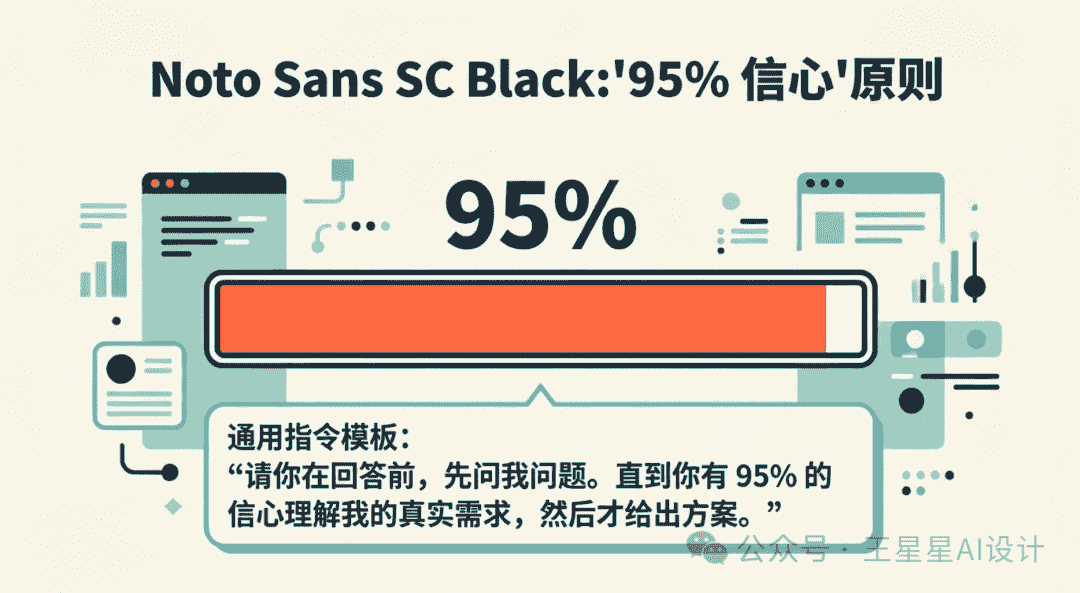 Noto Sans SC Black:'95% 信心'原则
95%
通用指令模板：
“请你在回答前，先问我问题。直到你有 95% 的
信心理解我的真实需求，然后才给出方案。”
公众号 · 王星星AI设计